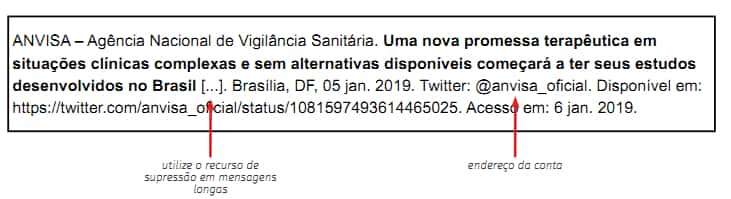 ANVISA – Agência Nacional de Vigilância Sanitária. Uma nova promessa terapêutica em
situações clínicas complexas e sem alternativas disponíveis começará a ter seus estudos
desenvolvidos no Brasil [...]. Brasília, DF, 05 jan. 2019. Twitter: @anvisa_oficial. Disponível em:
https://twitter.com/anvisa_oficial/status/1081597493614465025. Acesso em: 6 jan. 2019.
utilize o recurso de
supressão em mensagens
longas
endereço da conta